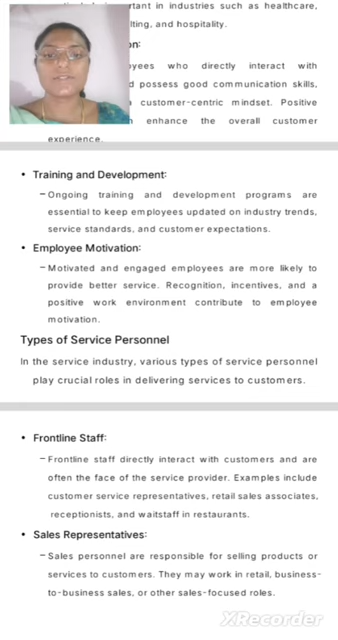 rtant in industries such as healthcare,
lting, and hospitality.
on:
yees who directly interact with
d possess good communication skills,
customer-centric mindset. Positive
enhance the overall customer
experience.
• Training and Development:
– Ongoing training and development programs are
essential to keep employees updated on industry trends,
service standards, and customer expectations.
• Employee Motivation:
– Motivated and engaged employees are more likely to
provide better service. Recognition, incentives, and a
positive work environment contribute to employee
motivation.
Types of Service Personnel
In the service industry, various types of service personnel
play crucial roles in delivering services to customers.
• Frontline Staff:
– Frontline staff directly interact with customers and are
often the face of the service provider. Examples include
customer service representatives, retail sales associates,
receptionists, and waitstaff in restaurants.
• Sales Representatives:
– Sales personnel are responsible for selling products or
services to customers. They may work in retail, business-
to-business sales, or other sales-focused roles.
XRecorder